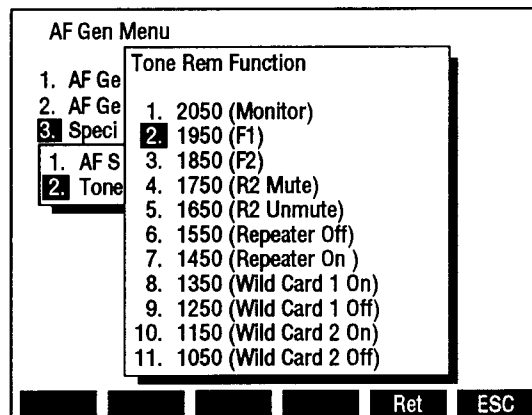 AF Gen Menu
1. AF Ge
2. AF Ge
3. Speci
1. AF S
2. Tone
Tone Rem Function
1. 2050 (Monitor)
2. 1950 (F1)
3. 1850 (F2)
4. 1750 (R2 Mute)
5. 1650 (R2 Unmute)
6. 1550 (Repeater Off)
7. 1450 (Repeater On )
8. 1350 (Wild Card 1 On)
9. 1250 (Wild Card 1 Off)
10. 1150 (Wild Card 2 On)
11. 1050 (Wild Card 2 Off)
Ret ESC